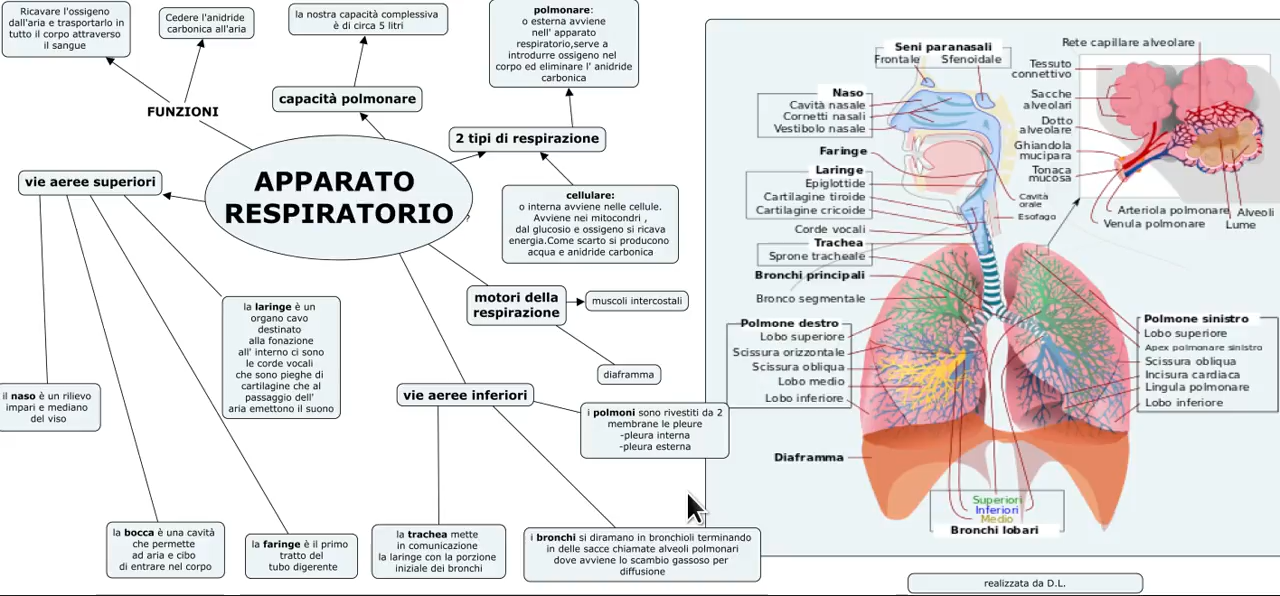 Ricavare l'ossigeno
dall'aria e trasportarlo in
tutto il corpo attraverso
il sangue
Cedere l'anidride
carbonica all'aria
FUNZIONI
la nostra capacità complessiva
è di circa 5 litri
capacità polmonare
polmonare:
o esterna avviene
nell' apparato
respiratorio,serve a
introdurre ossigeno nel
corpo ed eliminare l' anidride
carbonica
2 tipi di respirazione
cellulare:
o interna avviene nelle cellule.
Avviene nei mitocondri ,
dal glucosio e ossigeno si ricava
energia.Come scarto si producono
acqua e anidride carbonica
APPARATO
RESPIRATORIO
?
vie aeree superiori
la laringe è un
organo cavo
destinato
alla fonazione
all' interno ci sono
le corde vocali
che sono pieghe di
cartilagine che al
passaggio dell'
aria emettono il suono
il naso è un rilievo
impari e mediano
del viso
la bocca è una cavità
che permette
ad aria e cibo
di entrare nel corpo
la faringe è il primo
tratto del
tubo digerente
motori della
respirazione
muscoli intercostali
diaframma
vie aeree inferiori
i polmoni sono rivestiti da 2
membrane le pleure
-pleura interna
-pleura esterna
la trachea mette
in comunicazione
la laringe con la porzione
iniziale dei bronchi
i bronchi si diramano in bronchioli terminando
in delle sacce chiamate alveoli polmonari
dove avviene lo scambio gassoso per
diffusione
Seni paranasali
Frontale Sfenoidale
Naso
Cavità nasale
Cornetti nasali
Vestibolo nasale
Faringe
Laringe
Epiglottide
Cartilagine tiroide
Cartilagine cricoide
Corde vocali
Trachea
Sprone tracheale
Bronchi principali
Bronco segmentale
Polmone destro
Lobo superiore
Scissura orizzontale
Scissura obliqua
Lobo medio
Lobo inferiore
Diaframma
Cavità
orale
Esofago
Rete capillare alveolare
Tessuto
connettivo
Sacche
alveolari
Dotto
alveolare
Ghiandola
mucipara
Tonaca
mucosa
Arteriola polmonare
Venula polmonare
Alveoli
Lume
Polmone sinistro
Lobo superiore
Apex polmonare sinistro
Scissura obliqua
Incisura cardiaca
Lingula polmonare
Lobo inferiore
Superiori
Inferiori
Medio
Bronchi lobari
realizzata da D.L.